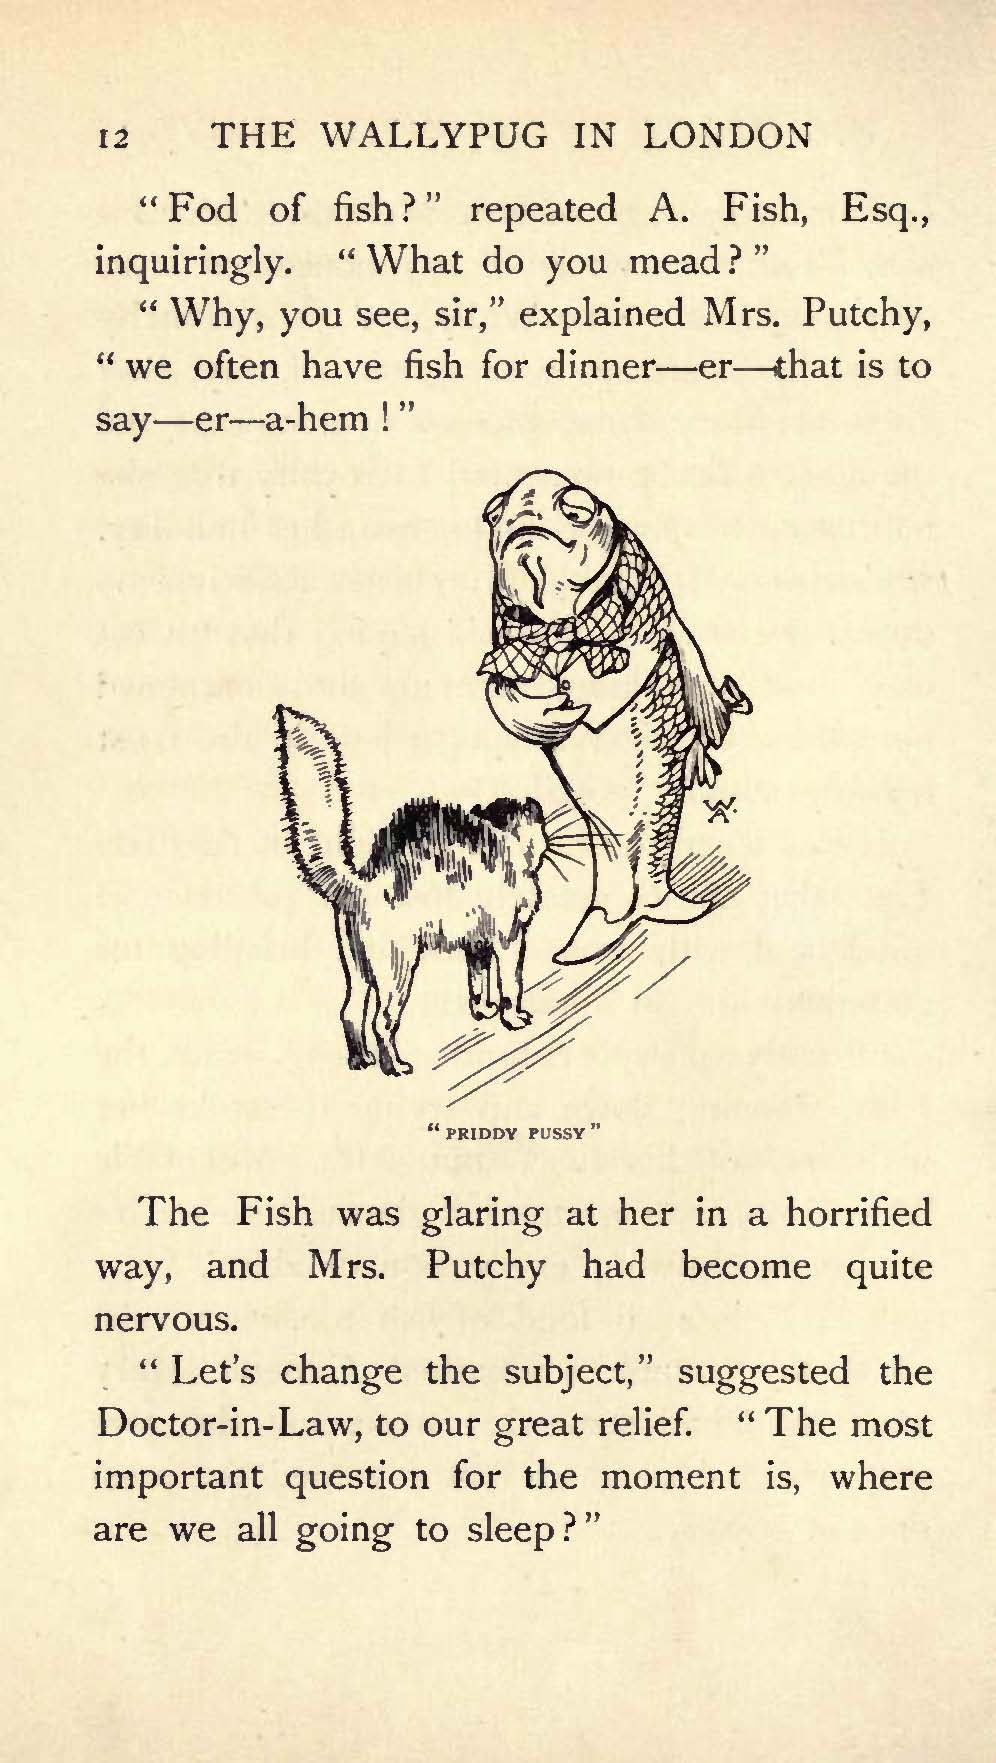 12 THE WALLYPUG IN LONDON
“Fod of fish?” repeated A. Fish, Esq.,
inquiringly. “What do you mead?”
“Why, you see, sir,” explained Mrs. Putchy,
“we often have fish for dinner—er—that is to
say—er—a-hem!”
W.
A
“PRIDDY PUSSY”
The Fish was glaring at her in a horrified
way, and Mrs. Putchy had become quite
nervous.
“Let’s change the subject,” suggested the
Doctor-in-Law, to our great relief. “The most
important question for the moment is, where
are we all going to sleep?”